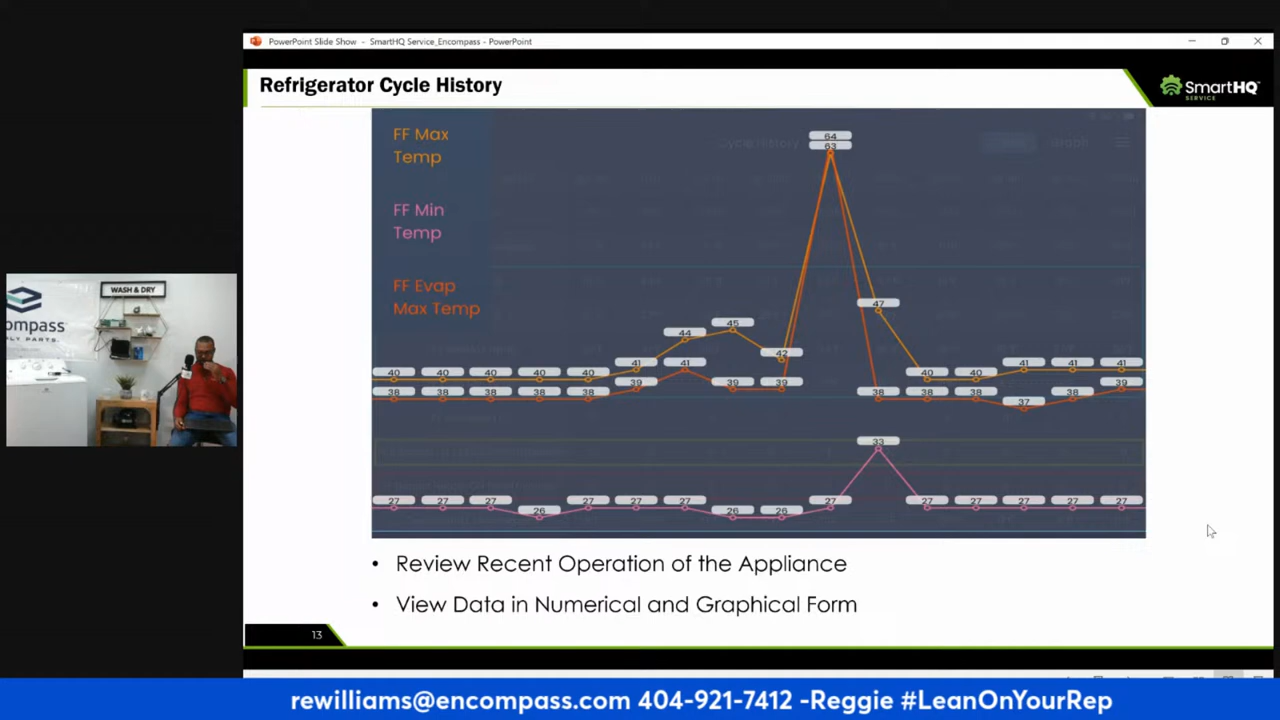 PowerPoint Slide Show - SmartHQ Service_Encompass - PowerPoint
Refrigerator Cycle History
SmartHQ
SERVICE
FF Max
Temp
FF Min
Temp
FF Evap
Max Temp
64
63
47
45
44
42
41
40 40 40 40 40
40 40
41 41 41
41
39
39 39
38 38 38 38 38
38 38 38
37
38
39
33
27 27 27
26
27 27 27
26 26
27
27 27 27 27 27
• Review Recent Operation of the Appliance
• View Data in Numerical and Graphical Form
13
WASH & DRY
compass
rewilliams@encompass.com 404-921-7412 -Reggie #LeanOnYourRep